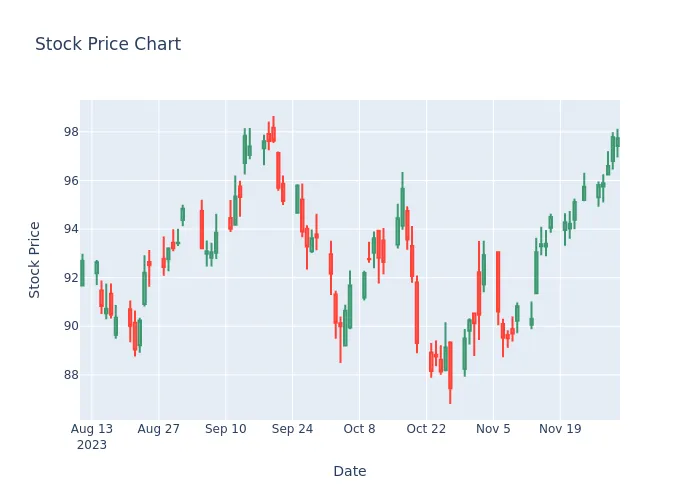 Stock Price Chart
98
96
94
92
90
88
Stock Price
Aug 13
2023
Aug 27
Sep 10
Sep 24
Oct 8
Oct 22
Nov 5
Nov 19
Date